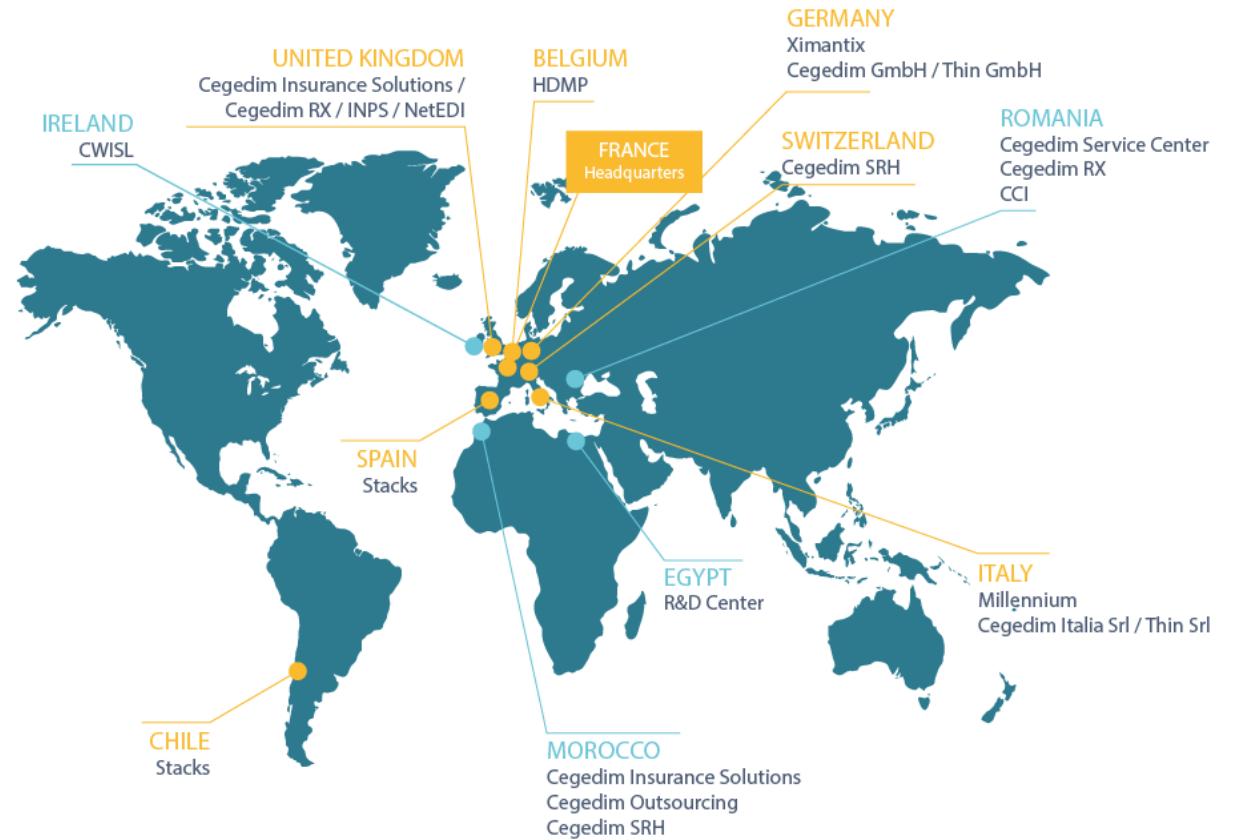 GERMANY
Ximantix
Cegedim GmbH / Thin GmbH
UNITED KINGDOM
Cegedim Insurance Solutions /
Cegedim RX / INPS / NetEDI
BELGIUM
HDMP
IRELAND
CWISL
FRANCE
Headquarters
SWITZERLAND
Cegedim SRH
ROMANIA
Cegedim Service Center
Cegedim RX
CCI
SPAIN
Stacks
EGYPT
R&D Center
ITALY
Millennium
Cegedim Italia Srl / Thin Srl
CHILE
Stacks
MOROCCO
Cegedim Insurance Solutions
Cegedim Outsourcing
Cegedim SRH